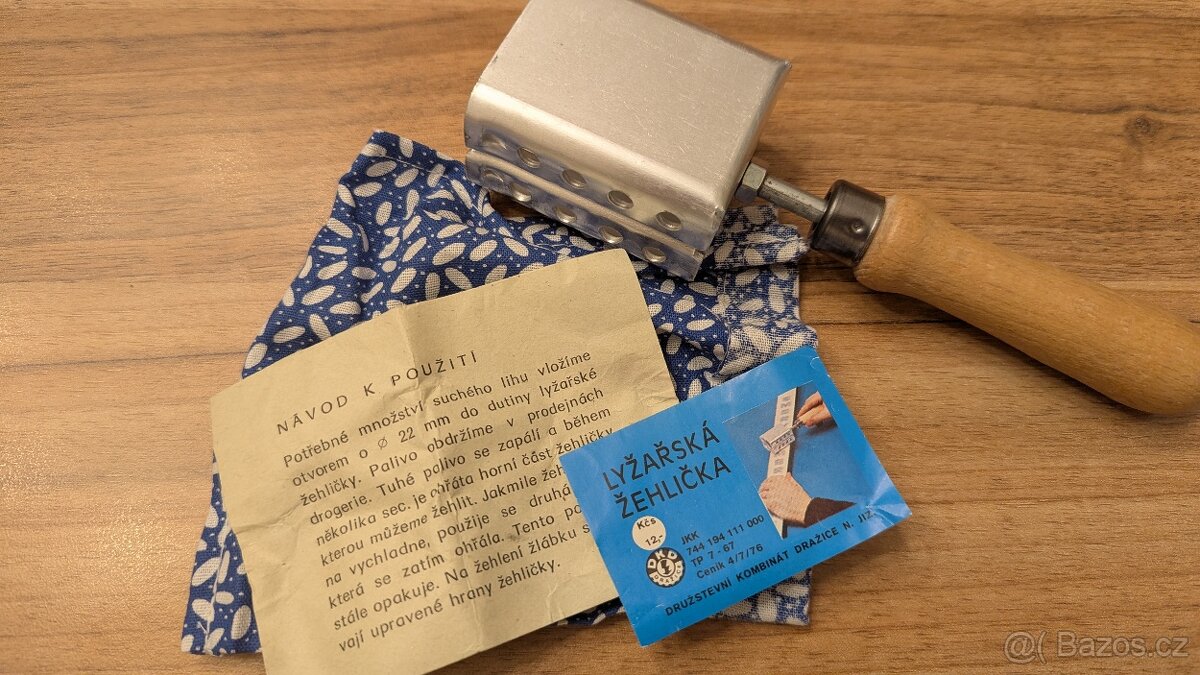 NÁVOD K POUŽITÍ
Potřebné množství suchého lihu vložíme
otvorem o ⌀ 22 mm do dutiny lyžařské
žehličky. Palivo obdržíme v prodejnách
drogerie. Tuhé palivo se zapálí a během
několika sec. je ohřáta horní část žehličky
kterou můžeme žehlit. Jakmile
na vychladne, použije se druhá
která se zatím ohřála. Tento
stále opakuje. Na žehlení žlábku
vají upravené hrany žehličky.
LYŽAŘSKÁ
ŽEHLIČKA
Kčs
12,-
JKK
744 194 111 000
TP 7 - 67
Ceník 4/7/76
DKD
DRAŽICE
DRUŽSTEVNÍ KOMBINÁT DRAŽICE N. JIZ.
@( Bazos.cz